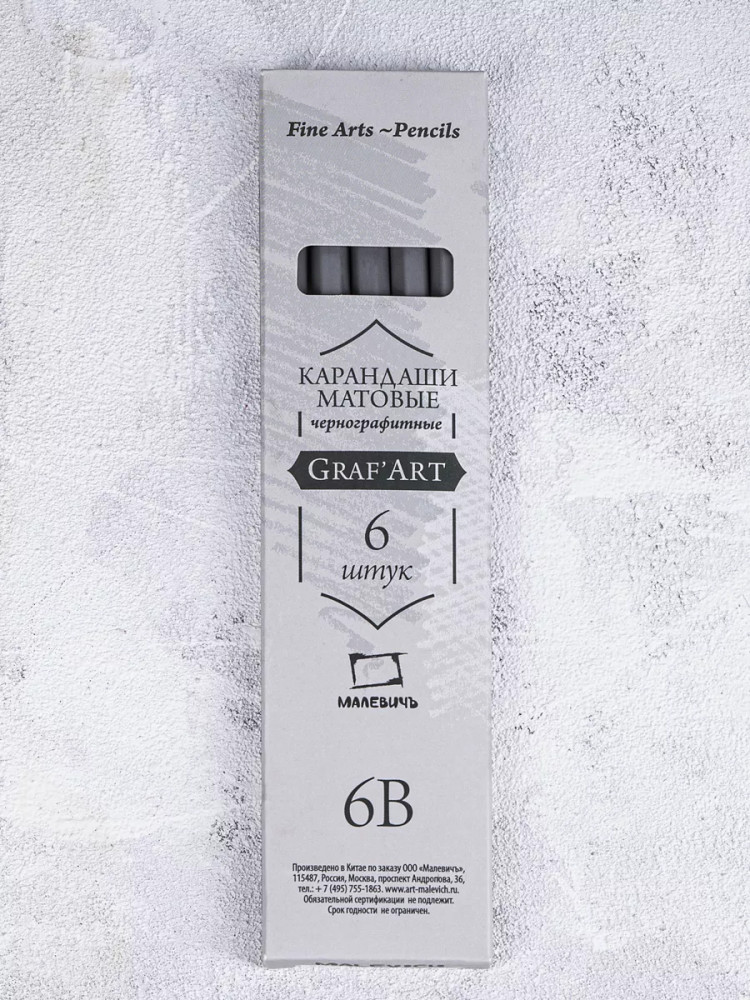 Fine Arts ~Pencils
КАРАНДАШИ
МАТОВЫЕ
чернографитные
GRAF'ART
6
штук
МАЛЕВИЧЪ
6B
Произведено в Китае по заказу ООО «Малевичъ»,
115487, Россия, Москва, проспект Андропова, 36,
тел.: + 7 (495) 755-1863. www.art-malevich.ru.
Обязательной сертификации не подлежит.
Срок годности не ограничен.